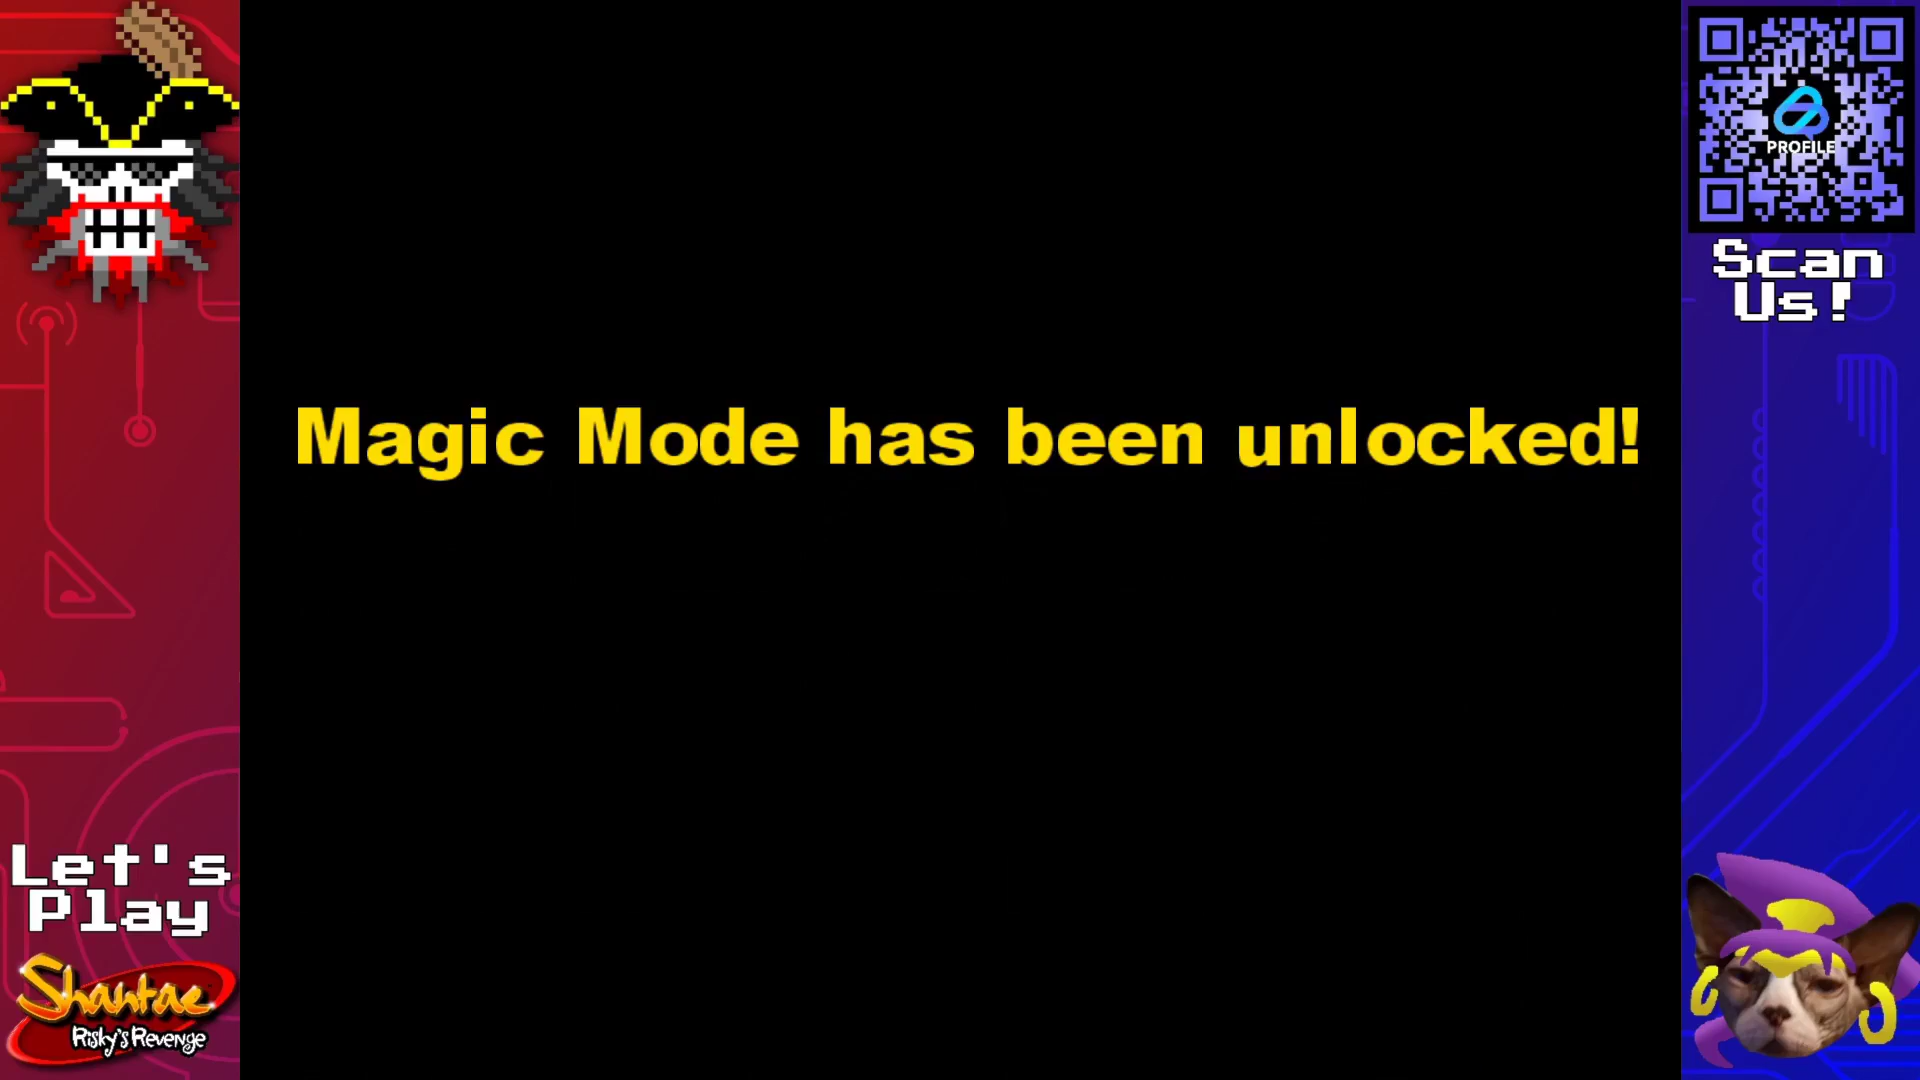 PROFILE
Scan
Us!
Magic Mode has been unlocked!
Let's
Play
Shantae
Risky's Revenge